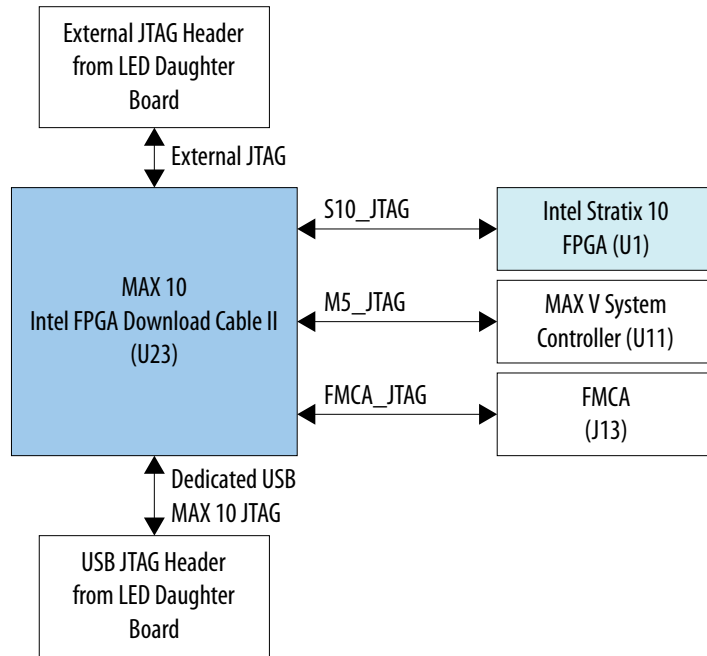 External JTAG Header
from LED Daughter
Board
External JTAG
S10_JTAG
Intel Stratix 10
FPGA (U1)
MAX 10
Intel FPGA Download Cable II
(U23)
M5_JTAG
MAX V System
Controller (U11)
FMCA_JTAG
FMCA
(J13)
Dedicated USB
MAX 10 JTAG
USB JTAG Header
from LED Daughter
Board